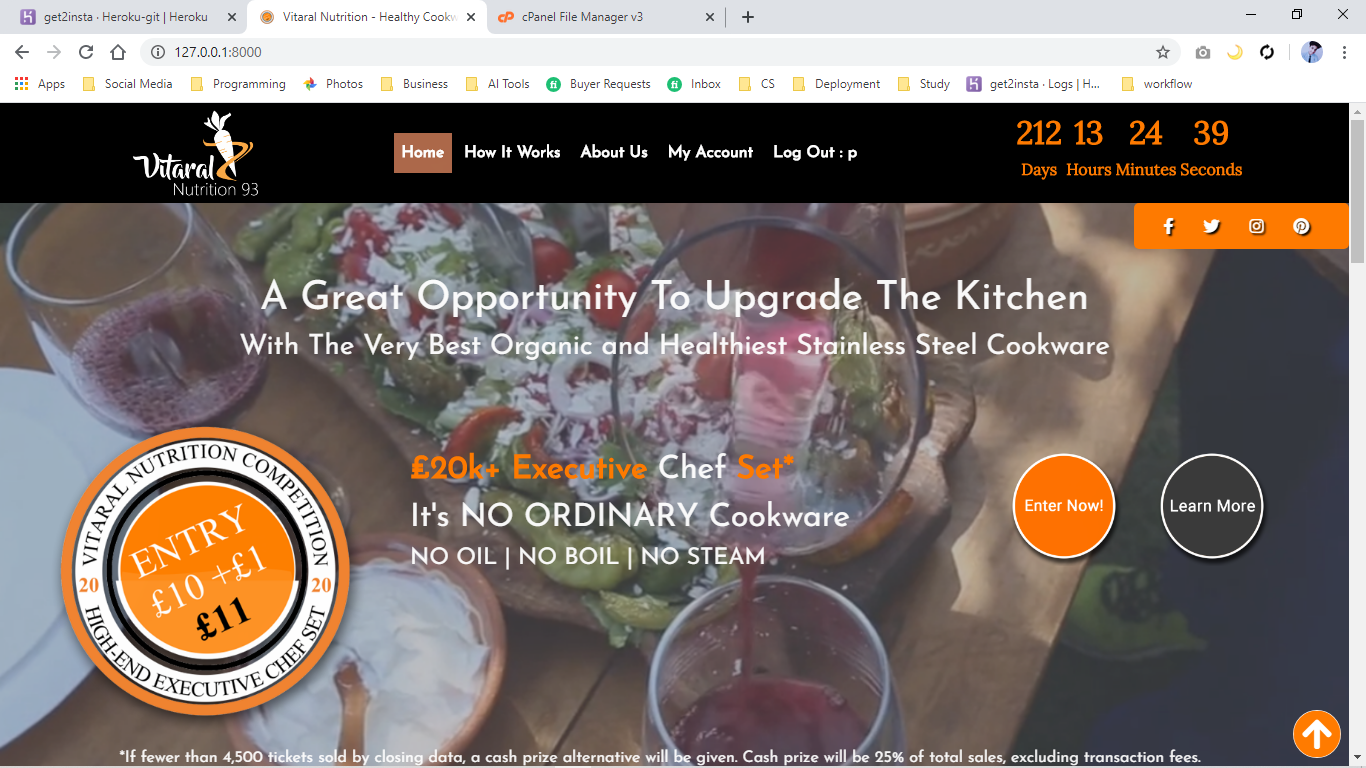 get2insta · Heroku-git | Heroku
Vitaral Nutrition - Healthy Cookw
cPanel File Manager v3
127.0.0.1:8000
Apps
Social Media
Programming
Photos
Business
AI Tools
Buyer Requests
Inbox
CS
Deployment
Study
get2insta · Logs | H...
workflow
Vitaral
Nutrition 93
Home
How It Works
About Us
My Account
Log Out : p
212 13 24 39
Days Hours Minutes Seconds
A Great Opportunity To Upgrade The Kitchen
With The Very Best Organic and Healthiest Stainless Steel Cookware
VITARAL NUTRITION COMPETITION
20
ENTRY
£10 +£1
£11
20
HIGH-END EXECUTIVE CHEF SET
£20k+ Executive Chef Set*
It's NO ORDINARY Cookware
NO OIL | NO BOIL | NO STEAM
Enter Now!
Learn More
*If fewer than 4,500 tickets sold by closing data, a cash prize alternative will be given. Cash prize will be 25% of total sales, excluding transaction fees.